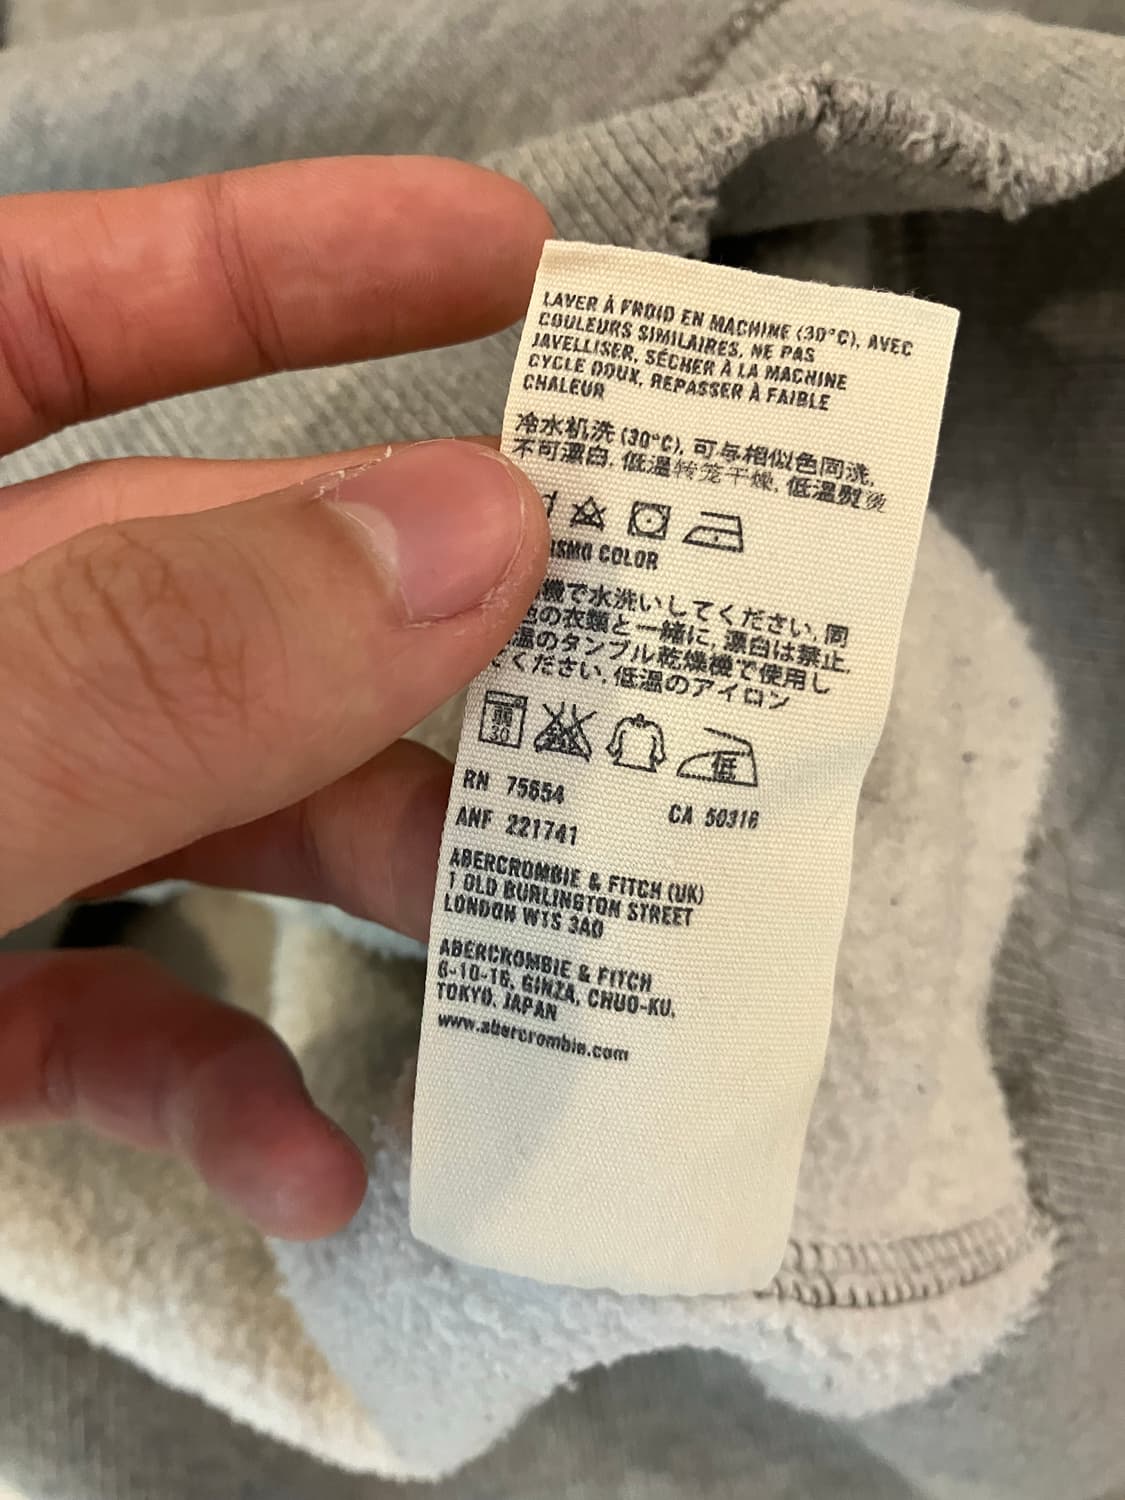 LAVER À FROID EN MACHINE (30°C), AVEC
COULEURS SIMILAIRES, NE PAS
JAVELLISER, SÉCHER À LA MACHINE
CYCLE DOUX, REPASSER À FAIBLE
CHALEUR
冷水机洗 (30°C), 可与相似色同洗,
不可漂白, 低温转笼干燥, 低温熨烫
COLOR
機で水洗いしてください, 同
色の衣類と一緒に, 漂白は禁止,
低温のタンブル乾燥機で使用し
てください, 低温のアイロン
弱
30
低
RN 75654
CA 50316
ANF 221741
ABERCROMBIE & FITCH (UK)
1 OLD BURLINGTON STREET
LONDON W1S 3AQ
ABERCROMBIE & FITCH
6-10-16, GINZA, CHUO-KU,
TOKYO, JAPAN
www.abercrombie.com